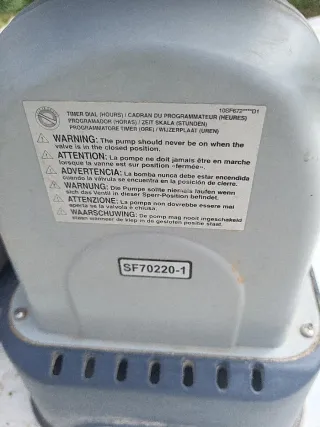 10SF672****D1
TIMER DIAL (HOURS) / CADRAN DU PROGRAMMATEUR (HEURES)
PROGRAMADOR (HORAS) / ZEIT SKALA (STUNDEN)
PROGRAMMATORE TIMER (ORE) / WIJZERPLAAT (UREN)
WARNING: The pump should never be on when
the valve is in the closed position.
ATTENTION: La pompe ne doit jamais être en marche
lorsque la vanne est sur position «fermée».
ADVERTENCIA: La bomba nunca debe estar encendida
cuando la válvula se encuentra en la posición de cierre.
WARNUNG: Die Pumpe sollte niemals laufen wenn
sich das Ventil in dieser Sperr-Position befindet.
ATTENZIONE: La pompa non dovrebbe essere mai
aperta se la valvola è chiusa.
WAARSCHUWING: De pump mag nooit ingeschakeld
staan wanneer de klep in de gesloten positie staat.
SF70220-1